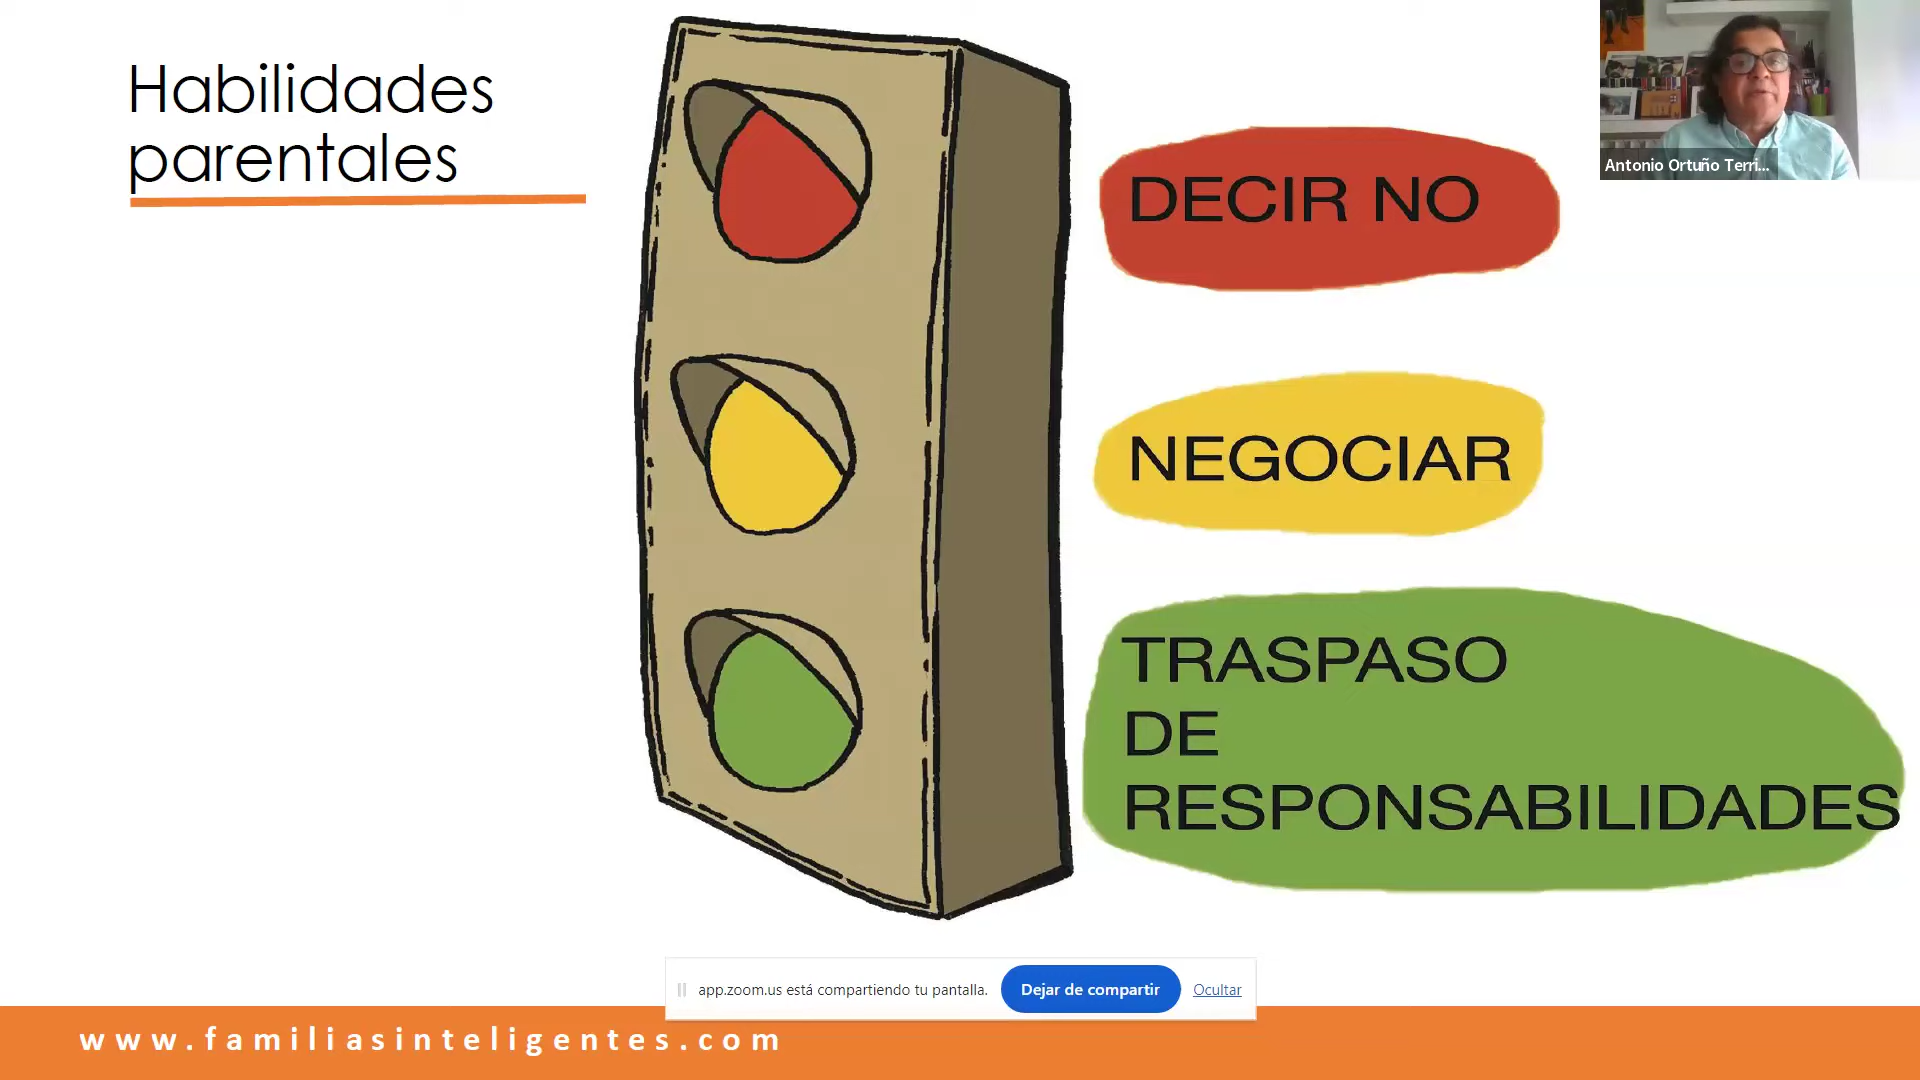 Habilidades
parentales
Antonio Ortuño Terri...
DECIR NO
NEGOCIAR
TRASPASO
DE
RESPONSABILIDADES
app.zoom.us está compartiendo tu pantalla.
Dejar de compartir
Ocultar
www.familiasinteligentes.com